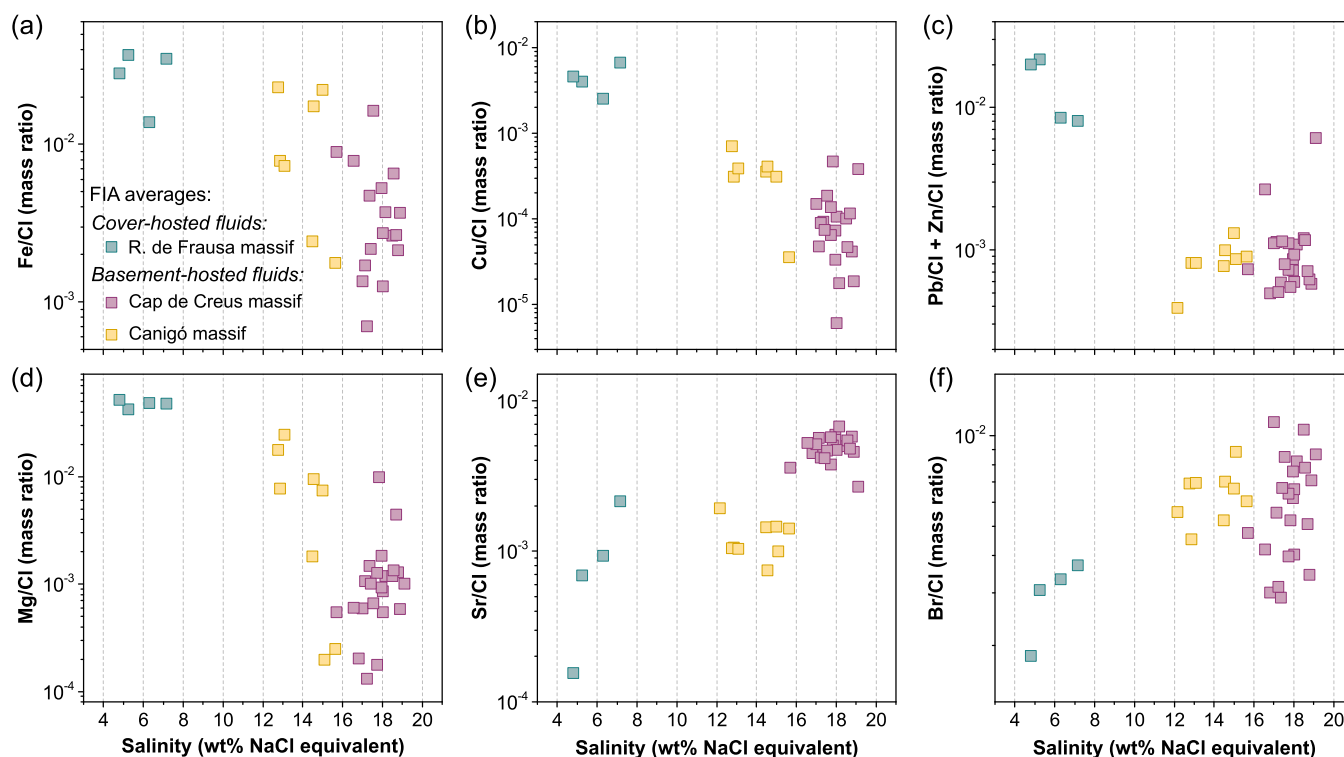 (a)
10⁻²
10⁻³
Fe/Cl (mass ratio)
FIA averages:
Cover-hosted fluids:
R. de Frausa massif
Basement-hosted fluids:
Cap de Creus massif
Canigó massif
(b)
10⁻²
10⁻³
10⁻⁴
10⁻⁵
Cu/Cl (mass ratio)
(c)
10⁻²
10⁻³
Pb/Cl + Zn/Cl (mass ratio)
(d)
10⁻²
10⁻³
10⁻⁴
Mg/Cl (mass ratio)
4 6 8 10 12 14 16 18 20
Salinity (wt% NaCl equivalent)
(e)
10⁻²
10⁻³
10⁻⁴
Sr/Cl (mass ratio)
4 6 8 10 12 14 16 18 20
Salinity (wt% NaCl equivalent)
(f)
10⁻²
Br/Cl (mass ratio)
4 6 8 10 12 14 16 18 20
Salinity (wt% NaCl equivalent)